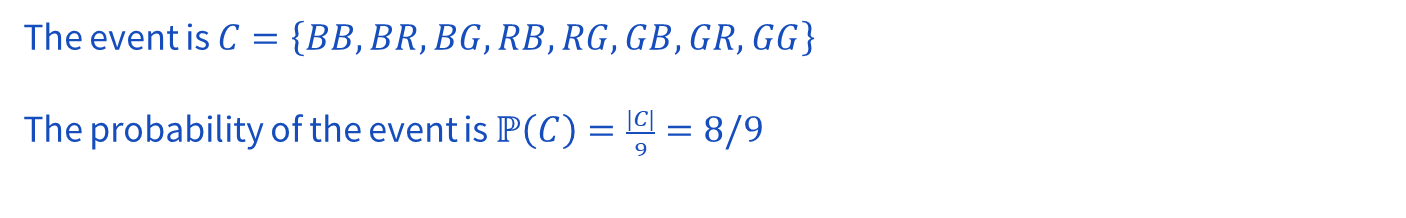 The event is C = {BB, BR, BG, RB, RG, GB, GR, GG}
The probability of the event is ℙ(C) = |C|/9 = 8/9